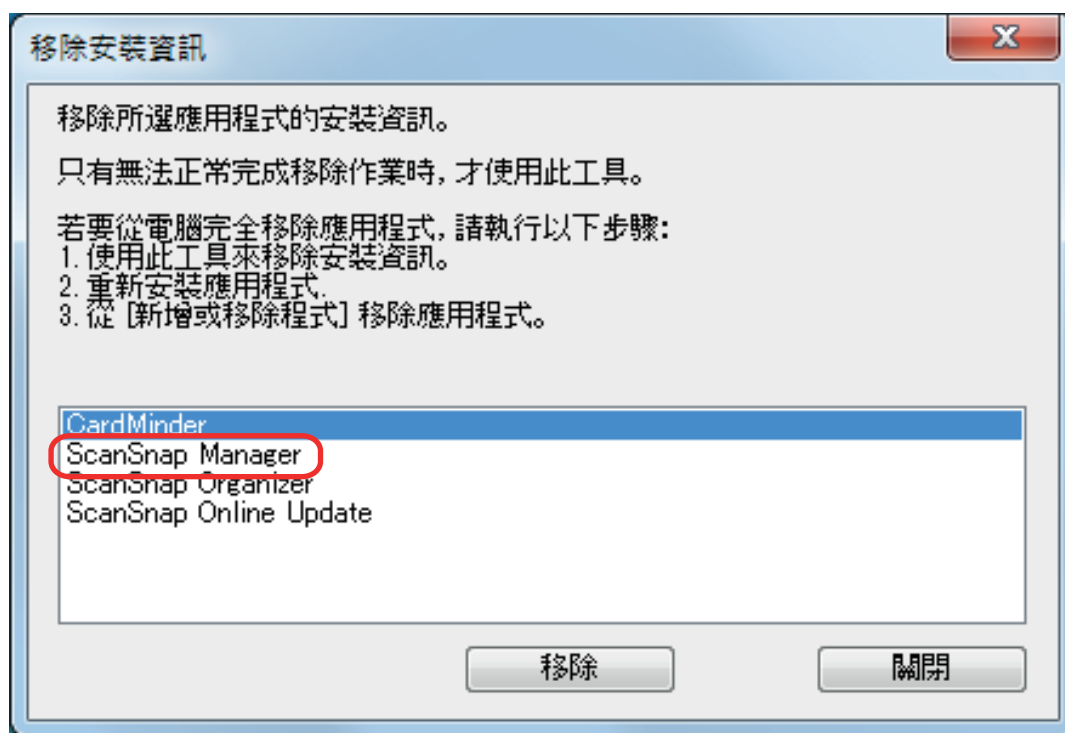 移除安裝資訊
移除所選應用程式的安裝資訊。
只有無法正常完成移除作業時, 才使用此工具。
若要從電腦完全移除應用程式, 請執行以下步驟:
1. 使用此工具來移除安裝資訊。
2. 重新安裝應用程式.
3. 從 [新增或移除程式] 移除應用程式。
CardMinder
ScanSnap Manager
ScanSnap Organizer
ScanSnap Online Update
移除
關閉